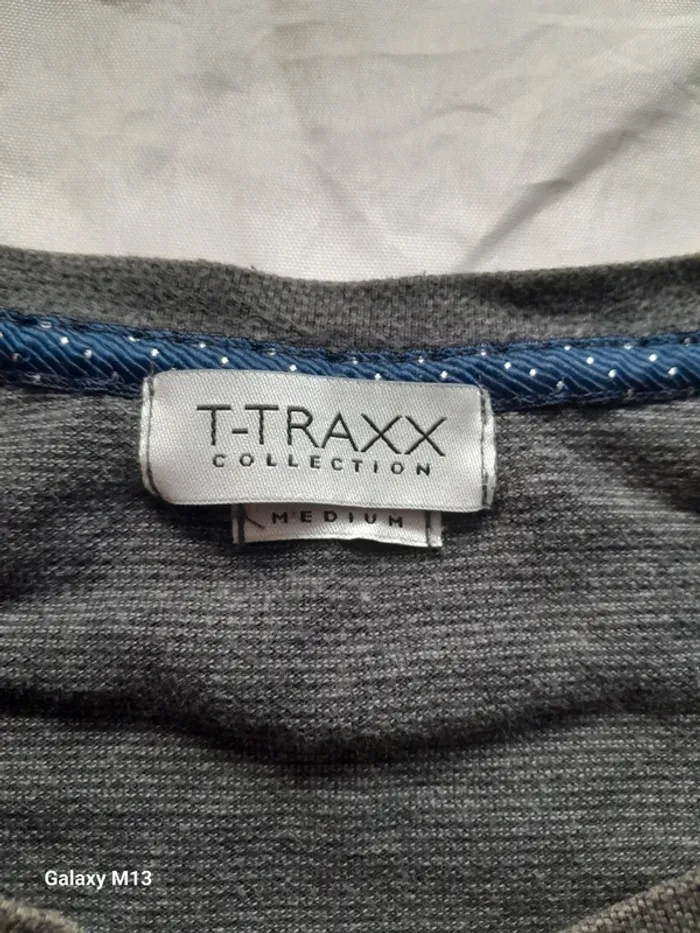 T-TRAXX
COLLECTION
MEDIUM
Galaxy M13